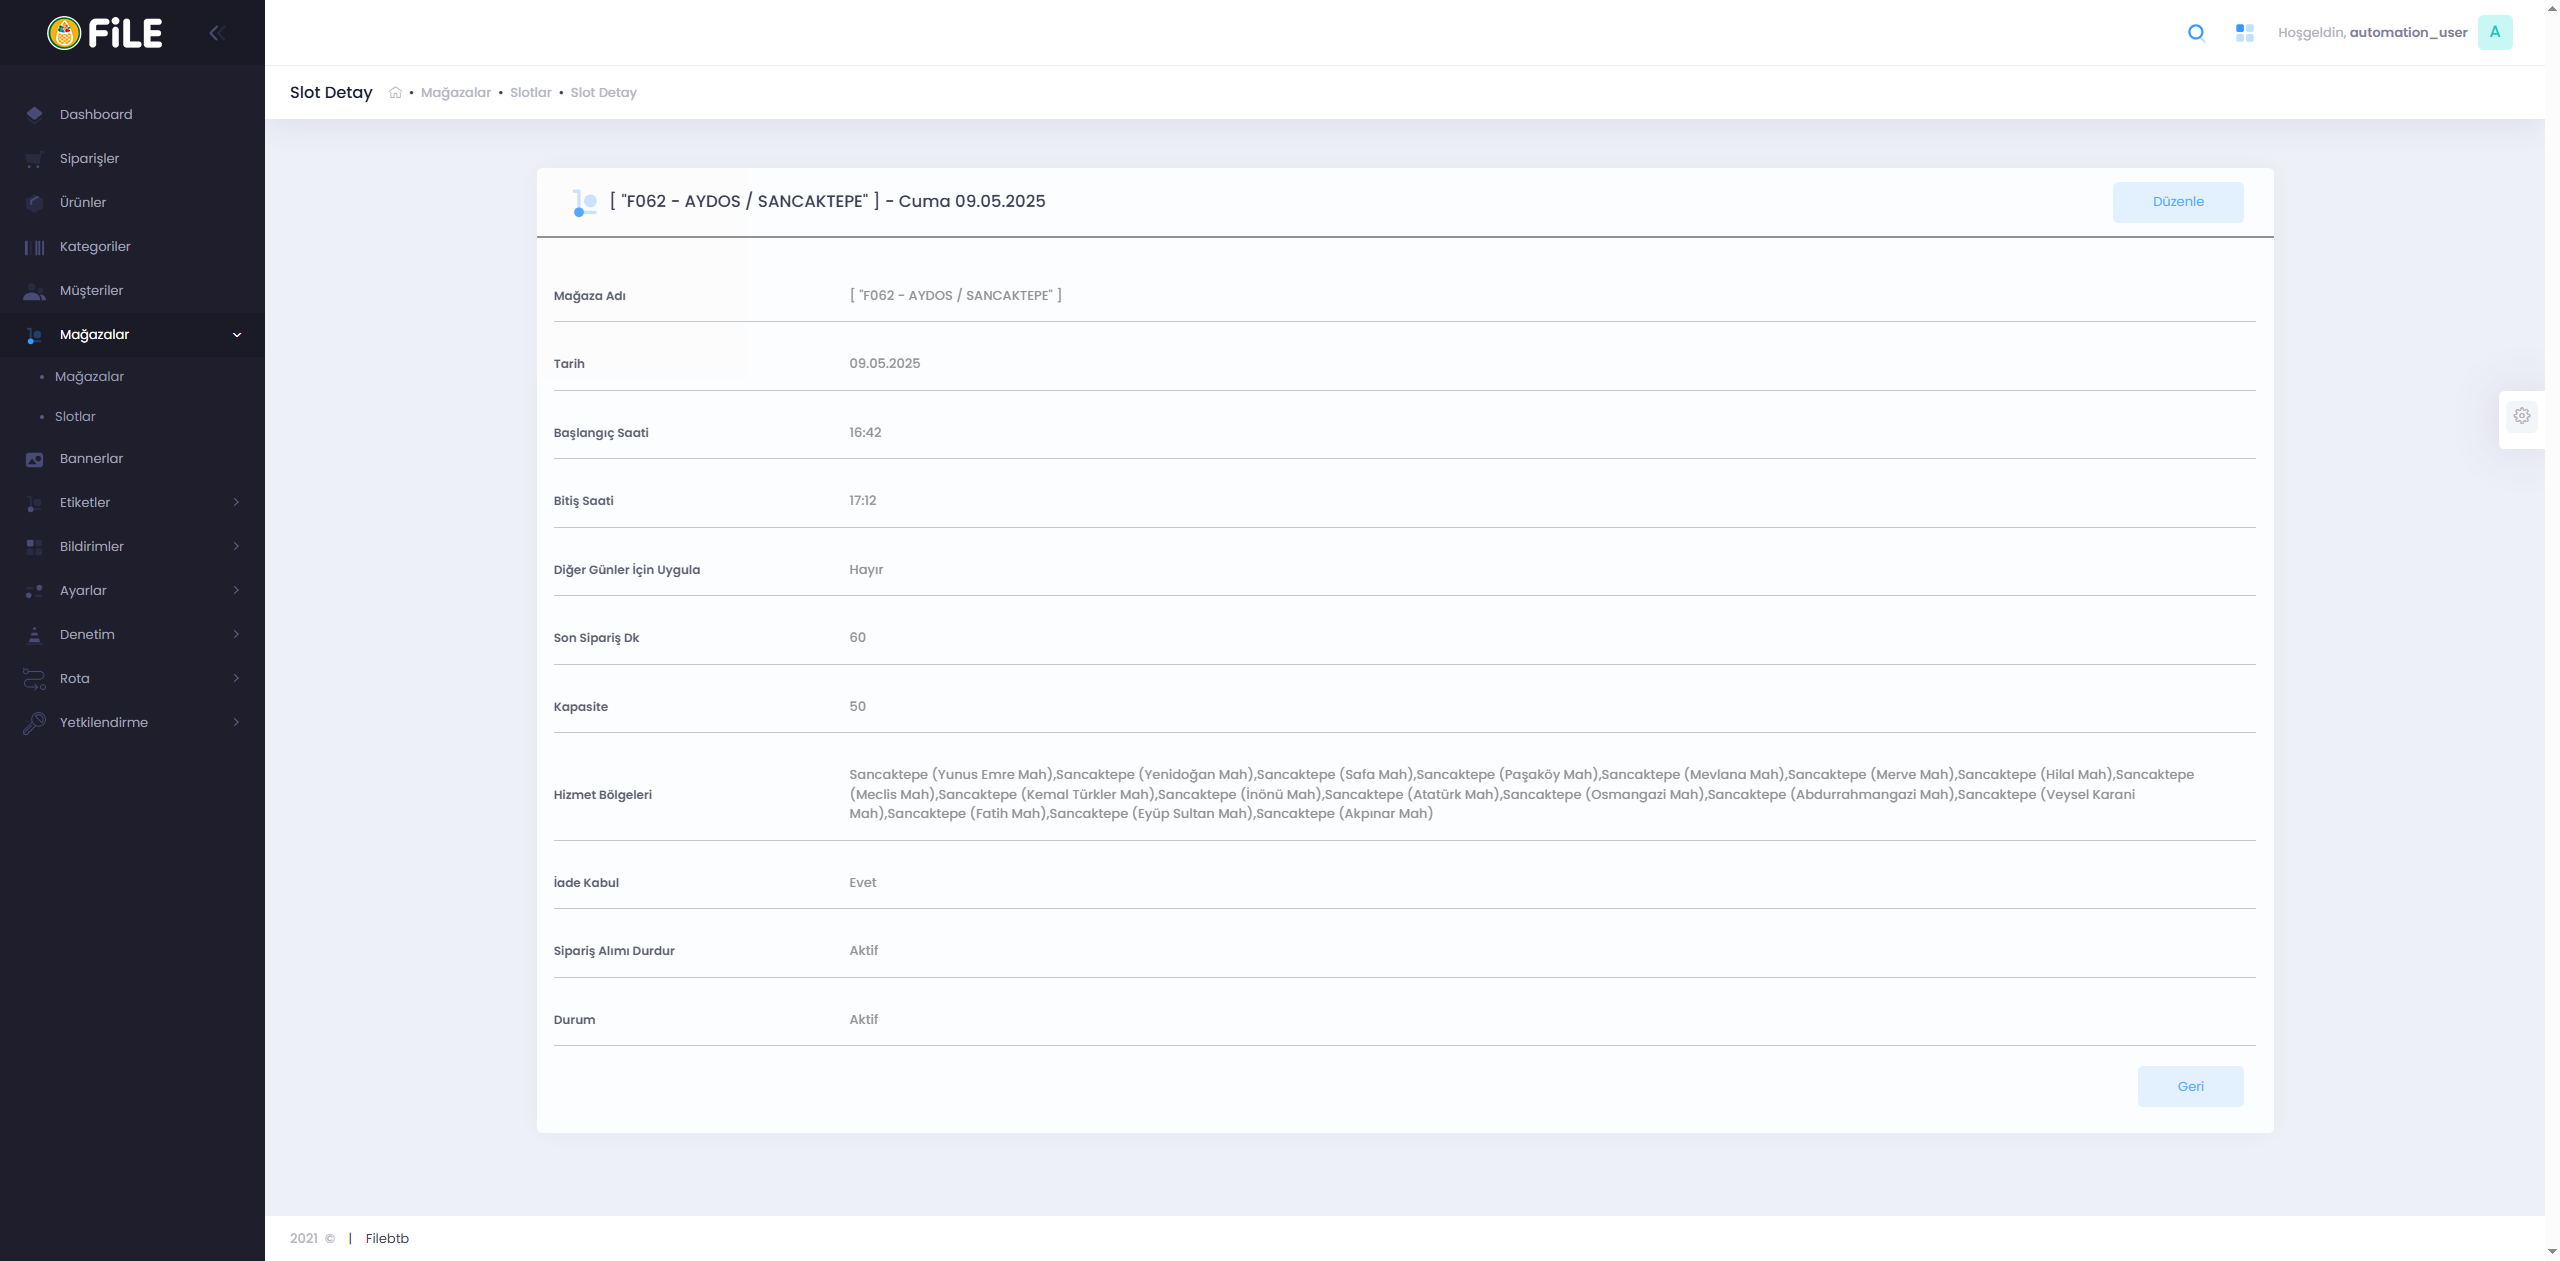 FiLE
Hoşgeldin, automation_user A
Slot Detay • Mağazalar • Slotlar • Slot Detay
Dashboard
Siparişler
Ürünler
Kategoriler
Müşteriler
Mağazalar
• Mağazalar
• Slotlar
Bannerlar
Etiketler
Bildirimler
Ayarlar
Denetim
Rota
Yetkilendirme
[ "F062 - AYDOS / SANCAKTEPE" ] - Cuma 09.05.2025
Düzenle
Mağaza Adı [ "F062 - AYDOS / SANCAKTEPE" ]
Tarih 09.05.2025
Başlangıç Saati 16:42
Bitiş Saati 17:12
Diğer Günler İçin Uygula Hayır
Son Sipariş Dk 60
Kapasite 50
Hizmet Bölgeleri
Sancaktepe (Yunus Emre Mah),Sancaktepe (Yenidoğan Mah),Sancaktepe (Safa Mah),Sancaktepe (Paşaköy Mah),Sancaktepe (Mevlana Mah),Sancaktepe (Merve Mah),Sancaktepe (Hilal Mah),Sancaktepe
(Meclis Mah),Sancaktepe (Kemal Türkler Mah),Sancaktepe (İnönü Mah),Sancaktepe (Atatürk Mah),Sancaktepe (Osmangazi Mah),Sancaktepe (Abdurrahmangazi Mah),Sancaktepe (Veysel Karani
Mah),Sancaktepe (Fatih Mah),Sancaktepe (Eyüp Sultan Mah),Sancaktepe (Akpınar Mah)
İade Kabul Evet
Sipariş Alımı Durdur Aktif
Durum Aktif
Geri
2021 © | Filebtb